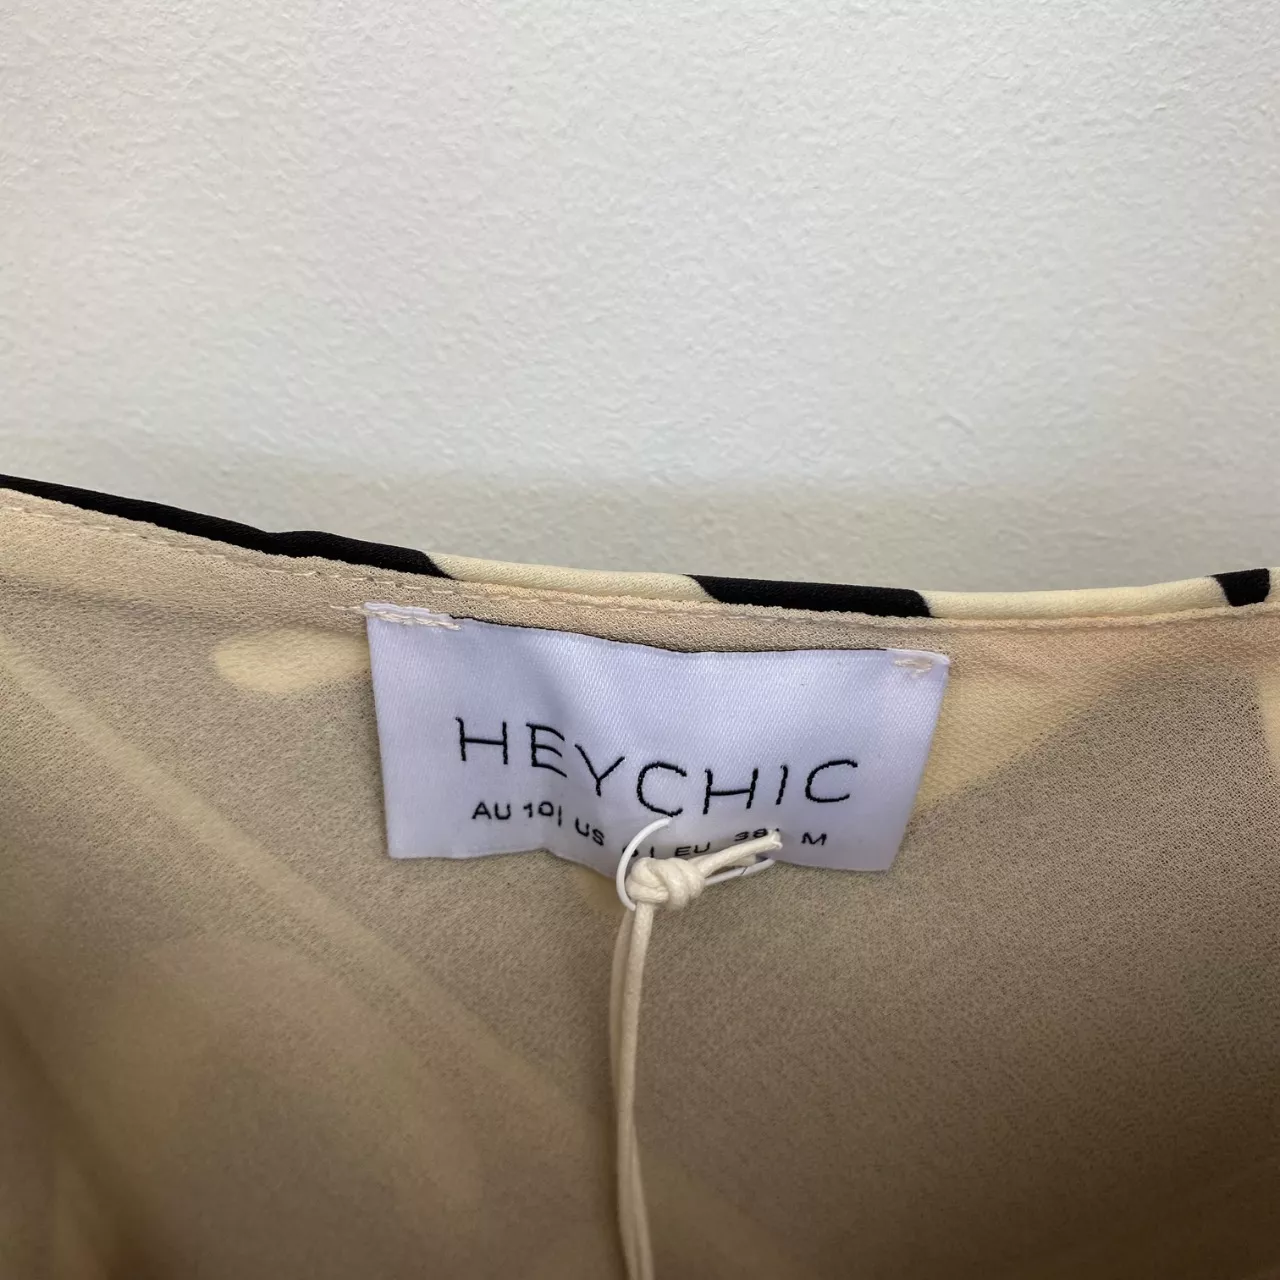 HEYCHIC
AU 10| US | EU 38| M